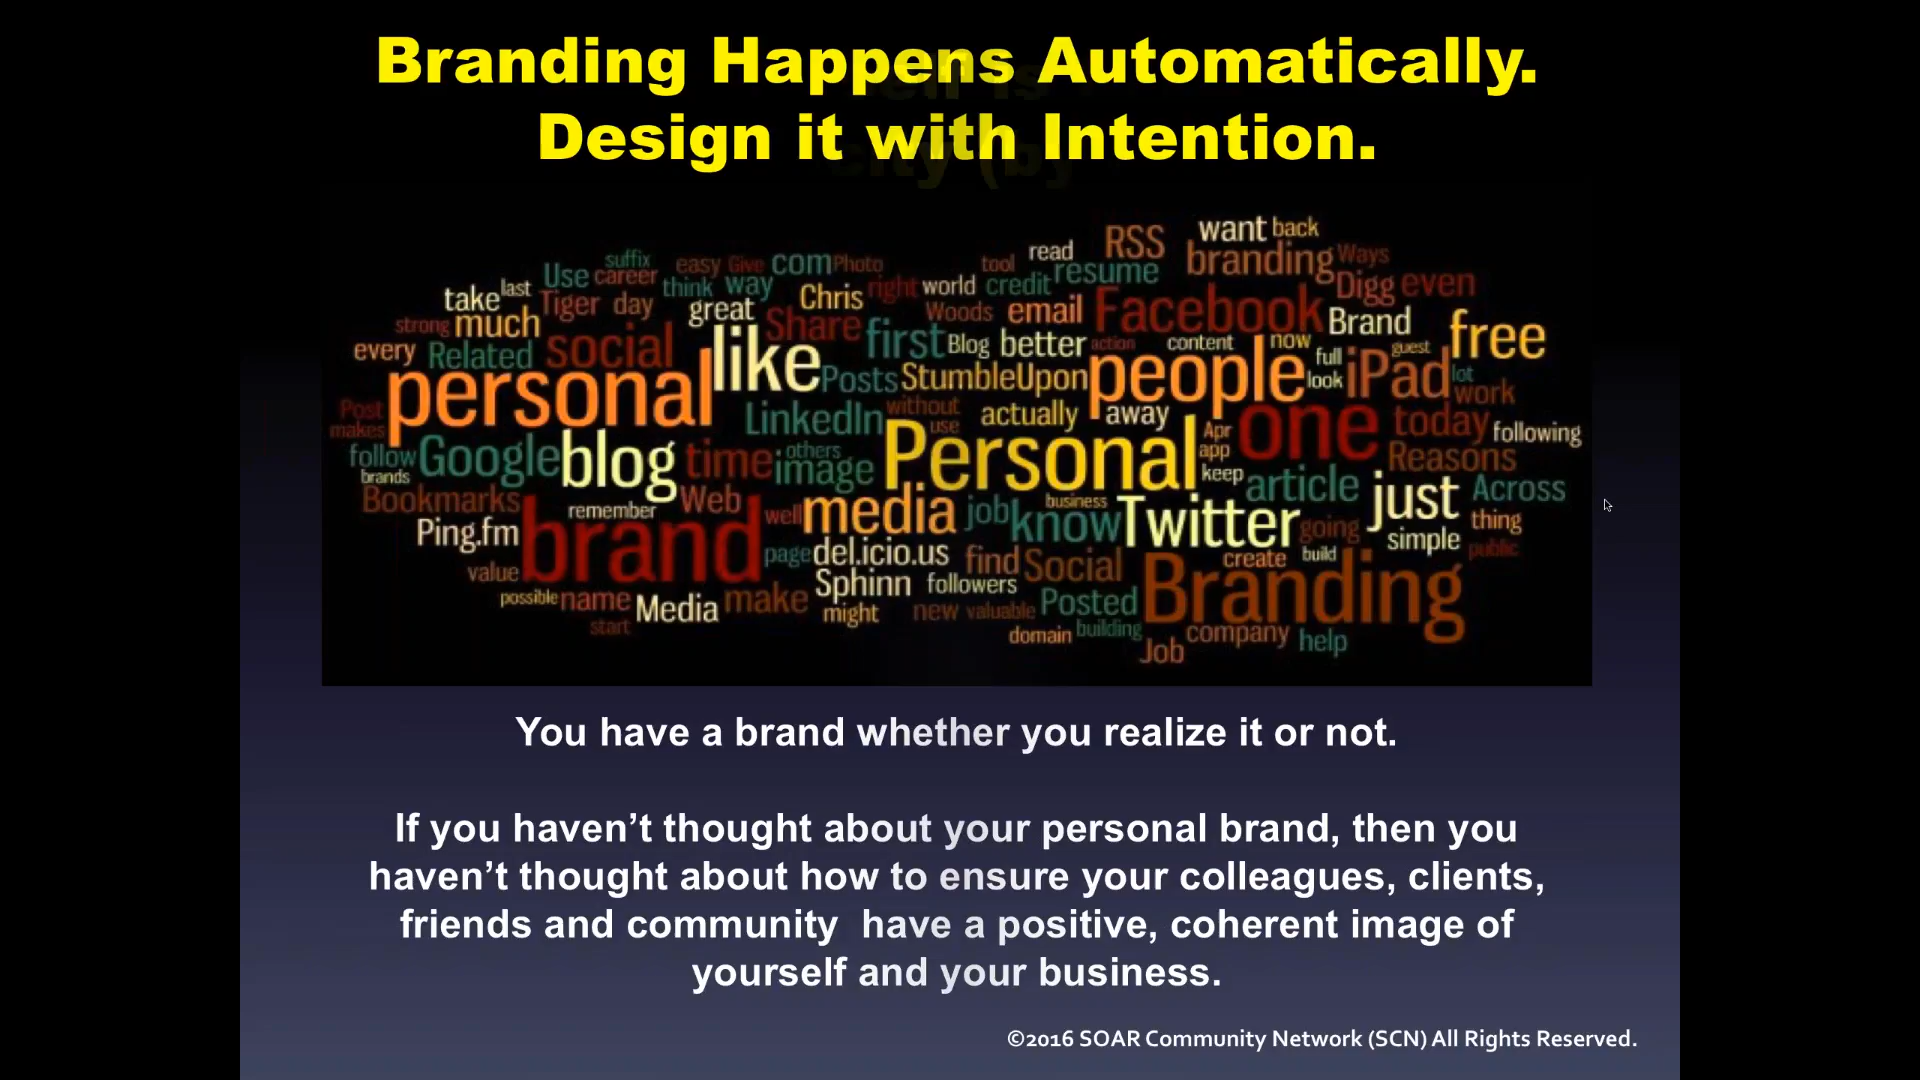 Branding Happens Automatically.
Design it with Intention.
want back
suffix easy Give com Photo tool read RSS branding Ways
Use career think way right world credit resume Digg even
take last Tiger day great Chris Woods email Facebook Brand free
strong much Share first Blog better action content now full guest
every Related social like Posts StumbleUpon people look iPad lot work
personal LinkedIn without use actually away one today following
Post makes
follow Google blog time others image Personal Apr app keep article Reasons
brands Bookmarks remember Web well media job business know Twitter going just Across
Ping.fm brand page del.icio.us find Social create build simple thing public
value Sphinn followers Branding
possible name Media make might new valuable Posted
start domain building Job company help
You have a brand whether you realize it or not.
If you haven’t thought about your personal brand, then you
haven’t thought about how to ensure your colleagues, clients,
friends and community  have a positive, coherent image of
yourself and your business.
©2016 SOAR Community Network (SCN) All Rights Reserved.